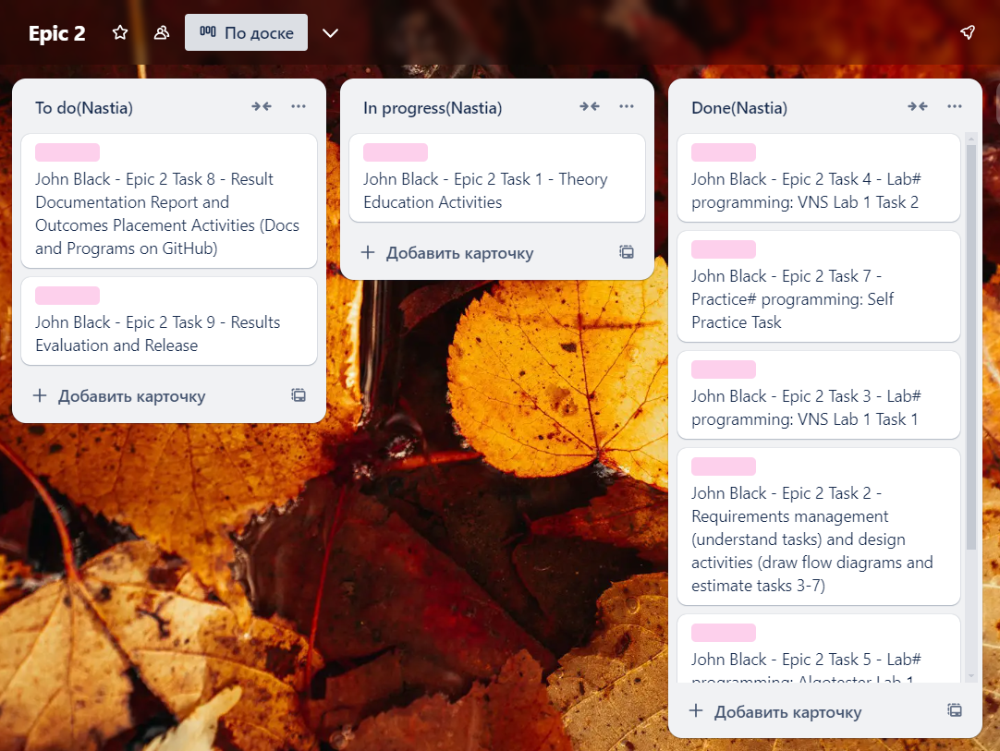 Epic 2
По доске
To do(Nastia)
John Black - Epic 2 Task 8 - Result
Documentation Report and
Outcomes Placement Activities (Docs
and Programs on GitHub)
John Black - Epic 2 Task 9 - Results
Evaluation and Release
Добавить карточку
In progress(Nastia)
John Black - Epic 2 Task 1 - Theory
Education Activities
Добавить карточку
Done(Nastia)
John Black - Epic 2 Task 4 - Lab#
programming: VNS Lab 1 Task 2
John Black - Epic 2 Task 7 -
Practice# programming: Self
Practice Task
John Black - Epic 2 Task 3 - Lab#
programming: VNS Lab 1 Task 1
John Black - Epic 2 Task 2 -
Requirements management
(understand tasks) and design
activities (draw flow diagrams and
estimate tasks 3-7)
John Black - Epic 2 Task 5 - Lab#
programming: Algotester Lab 1
Добавить карточку